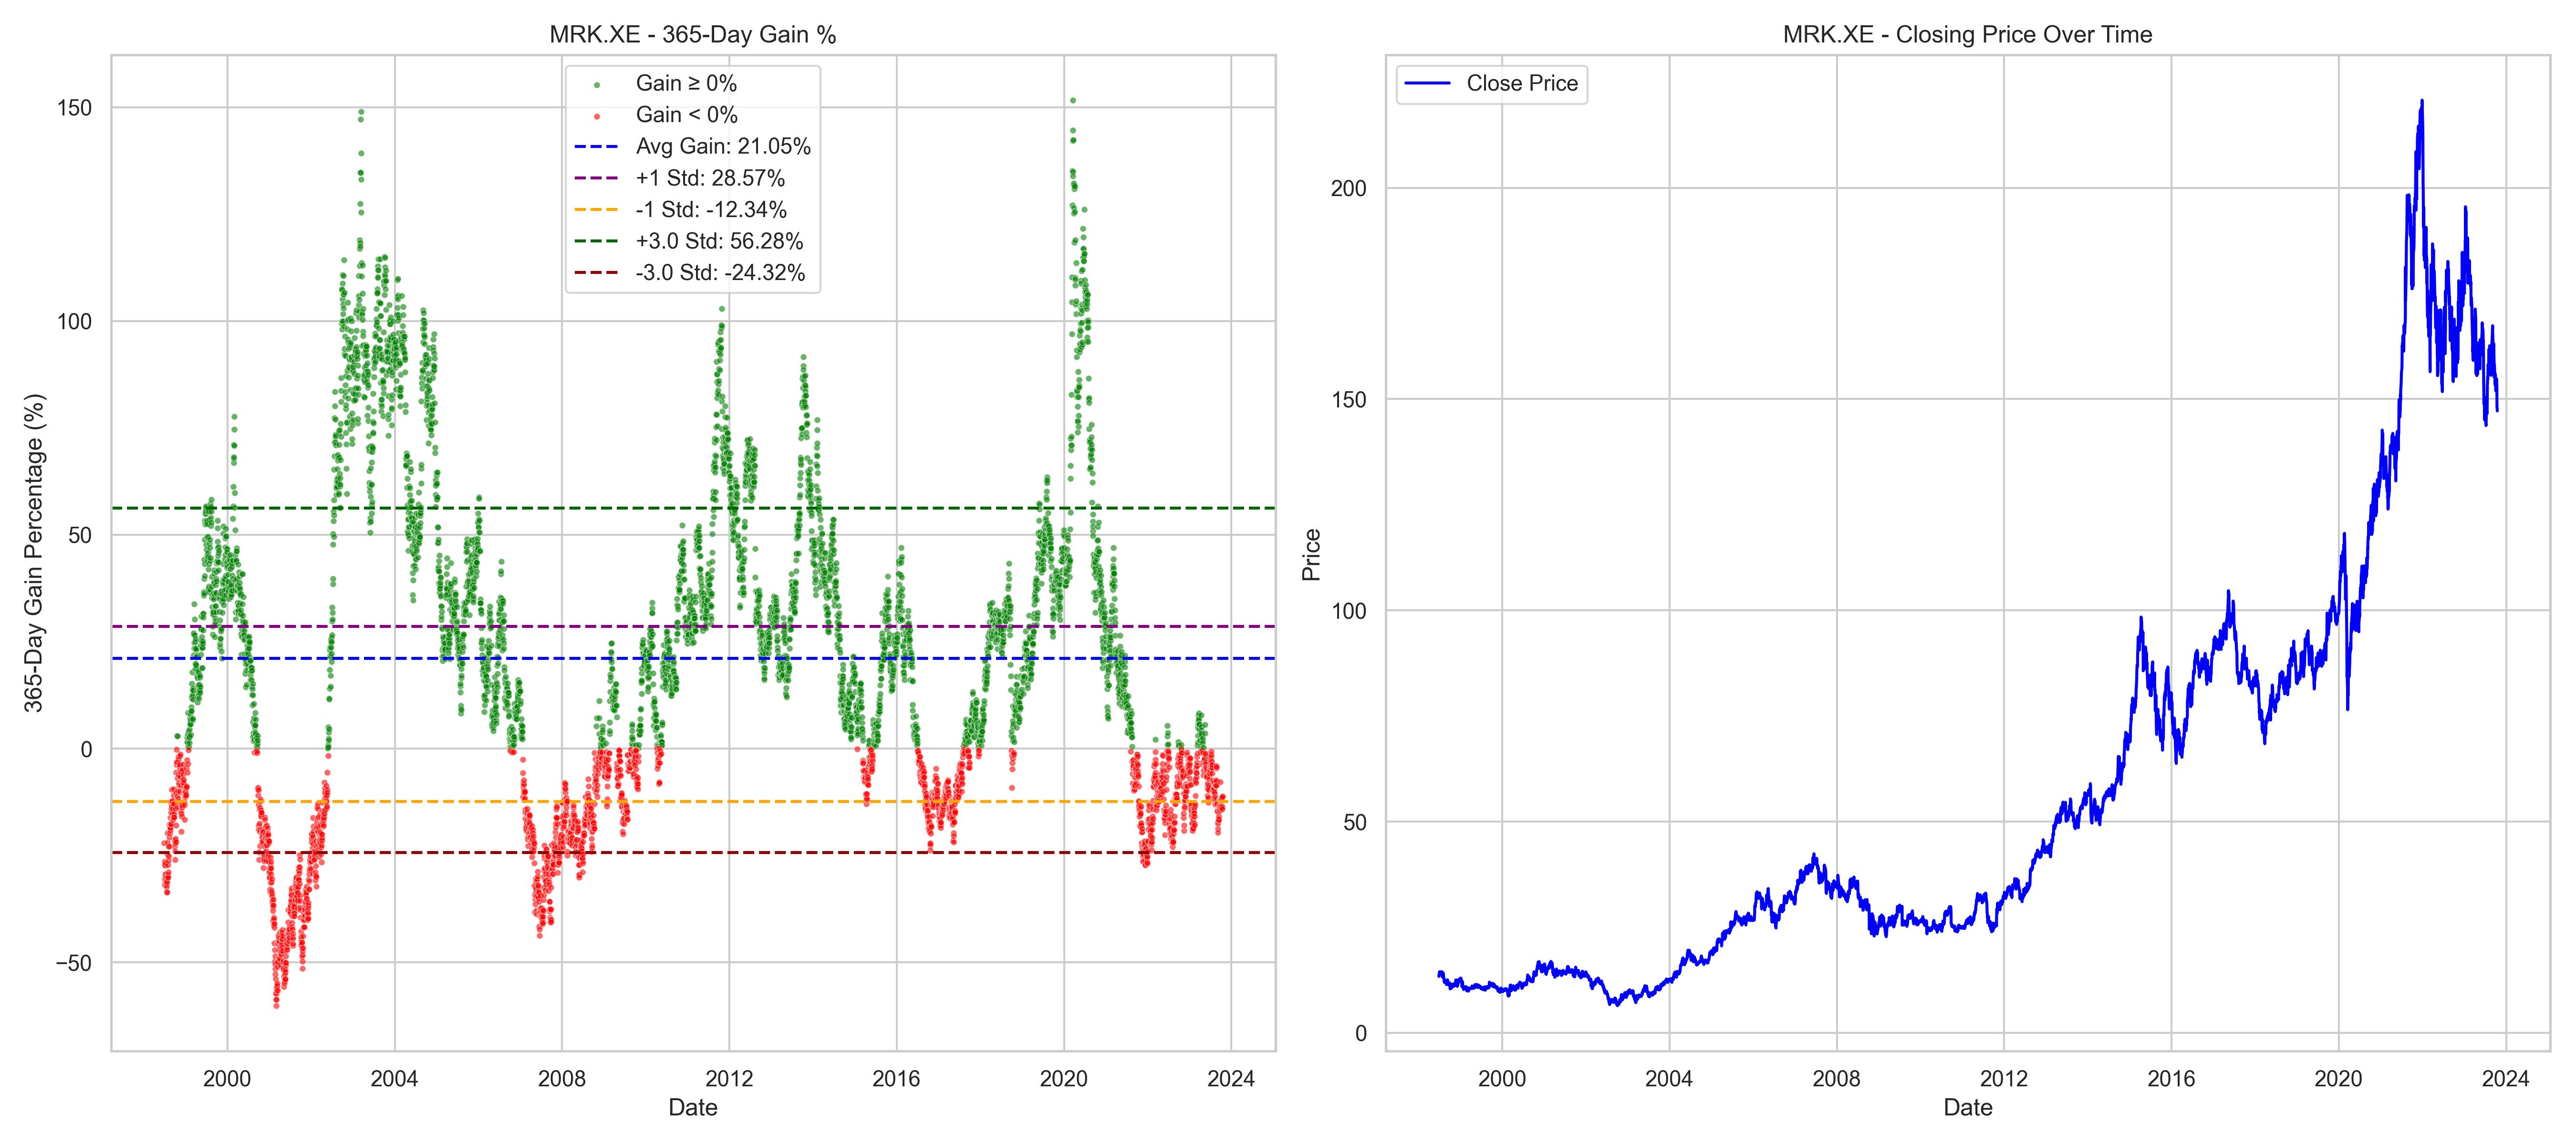 MRK.XE - 365-Day Gain %
Gain ≥ 0%
Gain < 0%
Avg Gain: 21.05%
+1 Std: 28.57%
-1 Std: -12.34%
+3.0 Std: 56.28%
-3.0 Std: -24.32%
365-Day Gain Percentage (%)
150
100
50
0
−50
2000 2004 2008 2012 2016 2020 2024
Date
MRK.XE - Closing Price Over Time
Close Price
Price
200
150
100
50
0
2000 2004 2008 2012 2016 2020 2024
Date